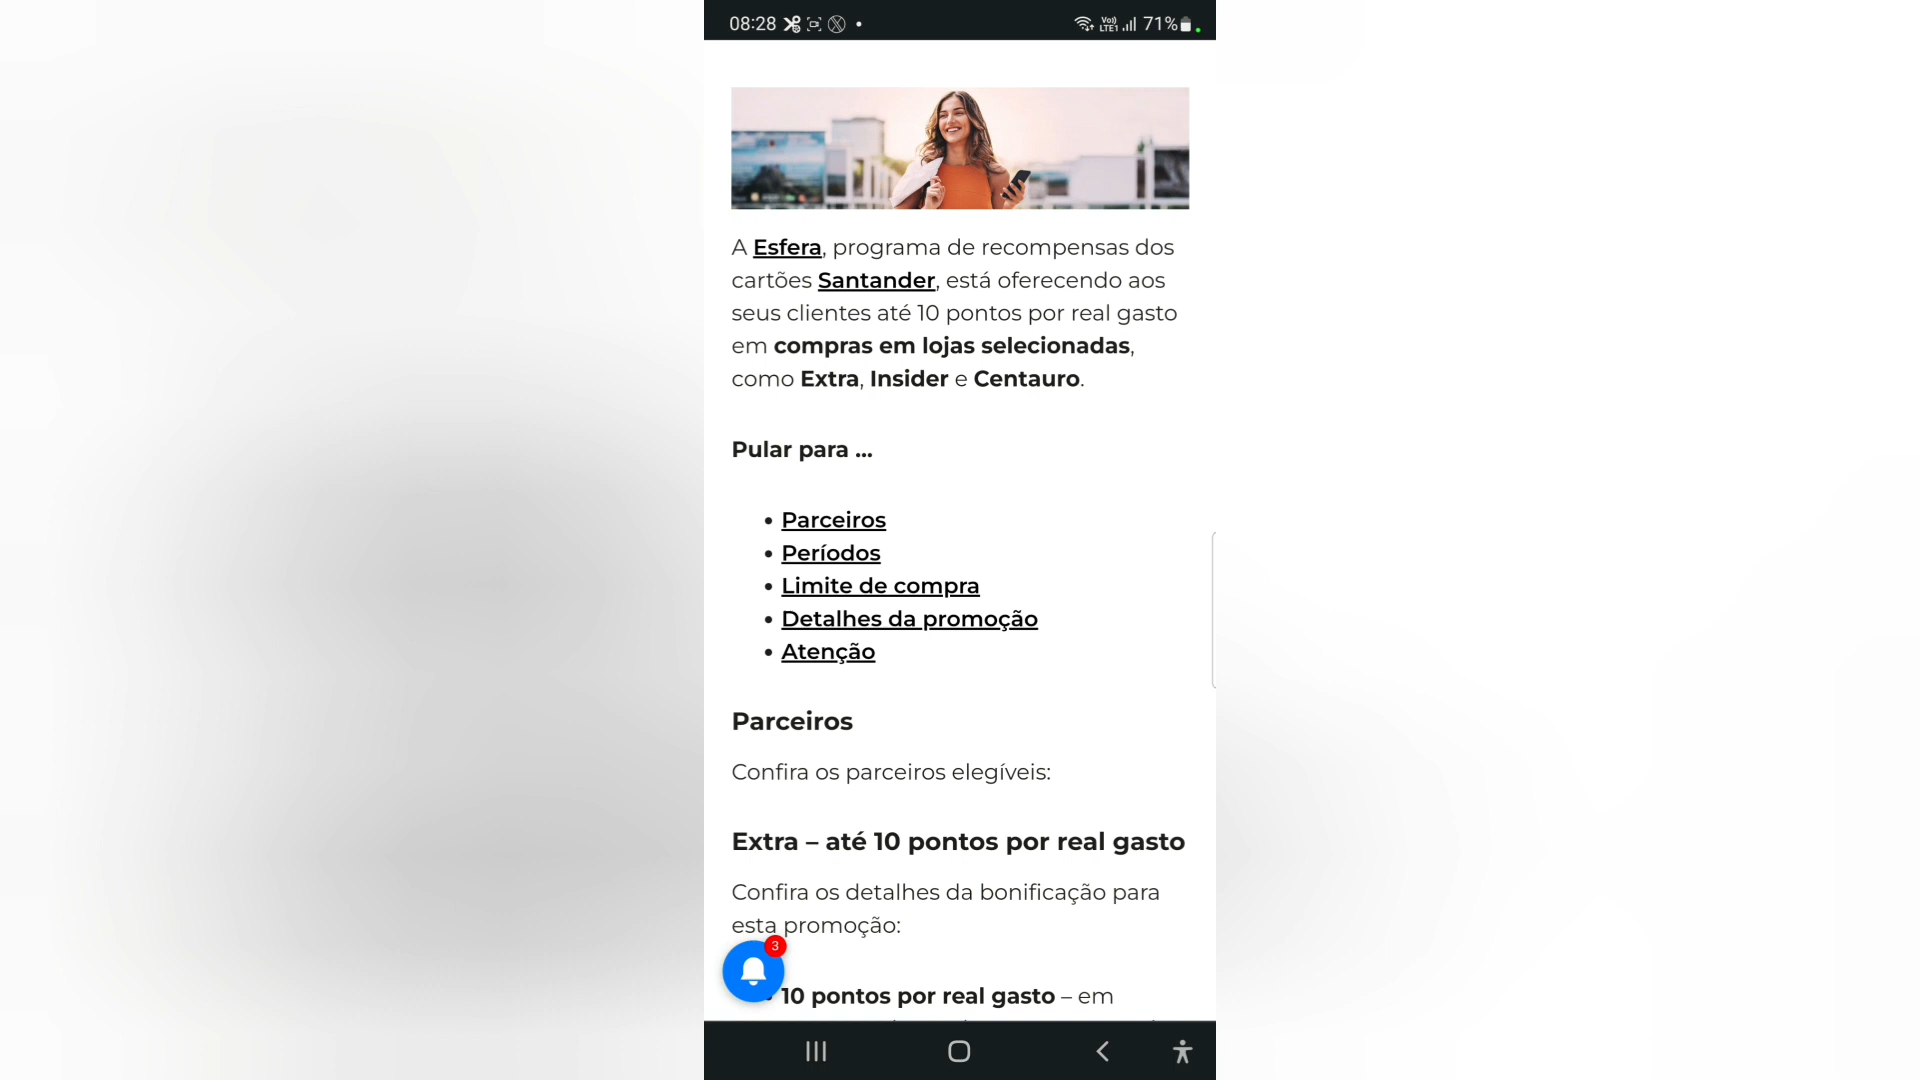 08:28
Vo))
LTE1
71%
A Esfera, programa de recompensas dos
cartões Santander, está oferecendo aos
seus clientes até 10 pontos por real gasto
em compras em lojas selecionadas,
como Extra, Insider e Centauro.
Pular para ...
• Parceiros
• Períodos
• Limite de compra
• Detalhes da promoção
• Atenção
Parceiros
Confira os parceiros elegíveis:
Extra – até 10 pontos por real gasto
Confira os detalhes da bonificação para
esta promoção:
3
• 10 pontos por real gasto – em